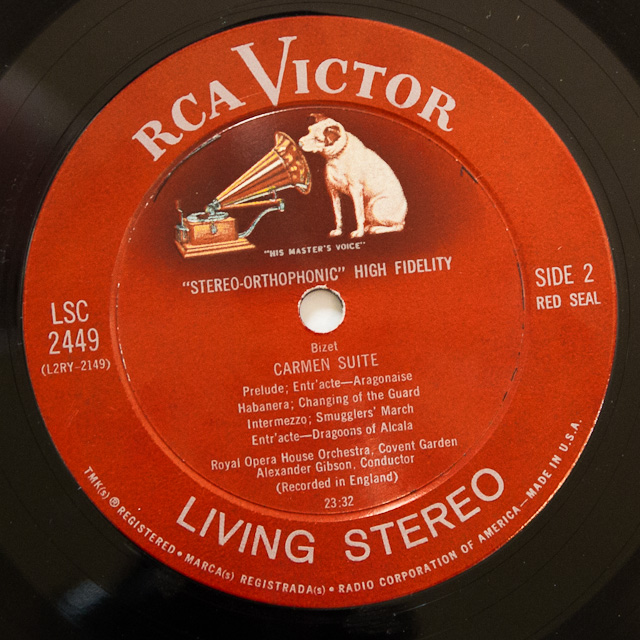 RCA VICTOR
"HIS MASTER'S VOICE"
"STEREO-ORTHOPHONIC" HIGH FIDELITY
LSC
2449
(L2RY-2149)
SIDE 2
RED SEAL
Bizet
CARMEN SUITE
Prelude; Entr'acte—Aragonaise
Habanera; Changing of the Guard
Intermezzo; Smugglers' March
Entr'acte—Dragoons of Alcala
Royal Opera House Orchestra, Covent Garden
Alexander Gibson, Conductor
(Recorded in England)
23:32
LIVING STEREO
TMK(s) ® REGISTERED • MARCA(s) REGISTRADA(s) • RADIO CORPORATION OF AMERICA—MADE IN U.S.A.